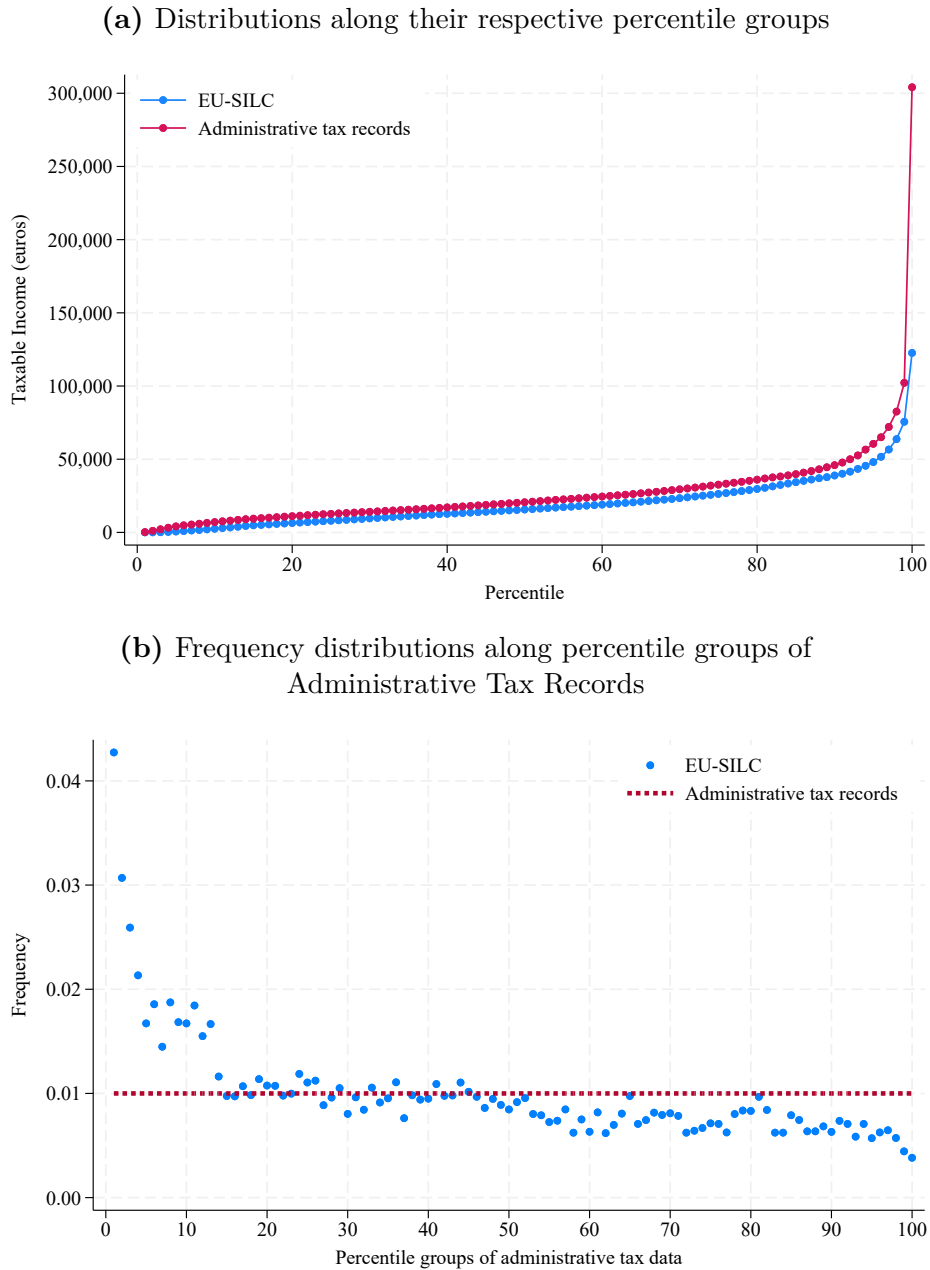 (a) Distributions along their respective percentile groups
EU-SILC
Administrative tax records
Taxable Income (euros)
300,000
250,000
200,000
150,000
100,000
50,000
0
0 20 40 60 80 100
Percentile
(b) Frequency distributions along percentile groups of
Administrative Tax Records
EU-SILC
Administrative tax records
Frequency
0.04
0.03
0.02
0.01
0.00
0 10 20 30 40 50 60 70 80 90 100
Percentile groups of administrative tax data